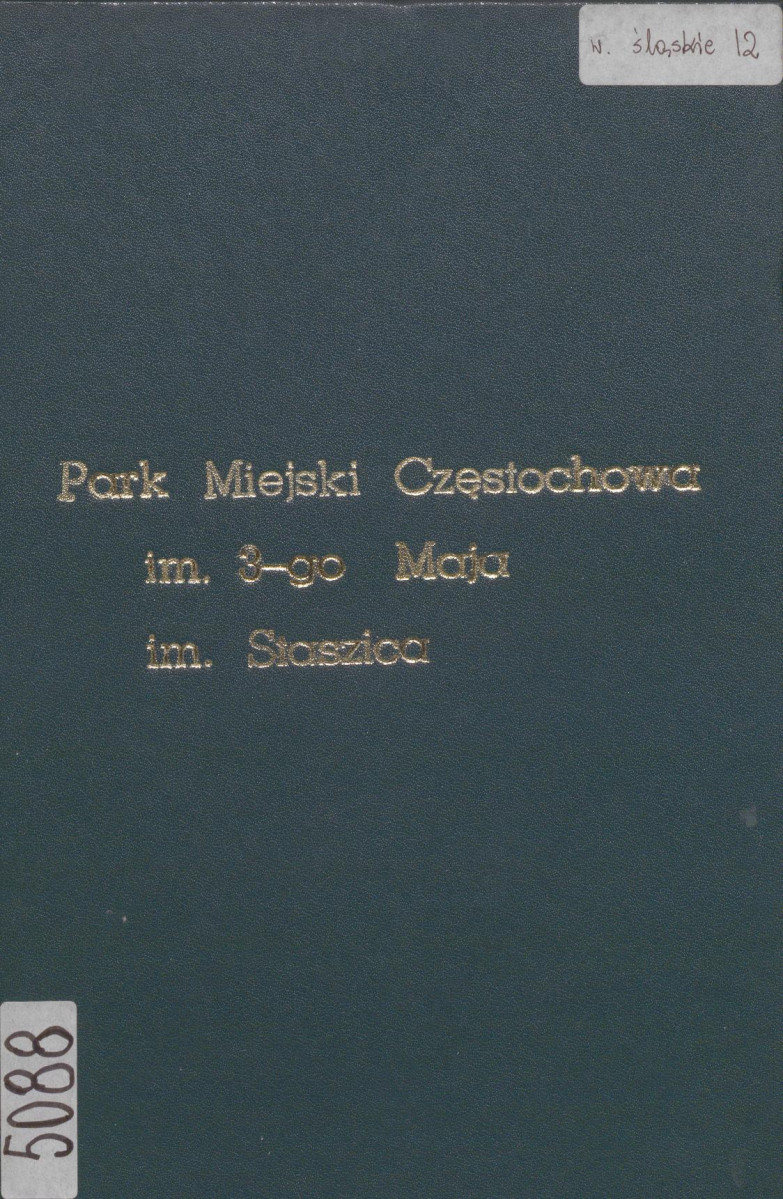 w. śląskie 12
Park Miejski Częstochowa
im. 3-go Maja
im. Staszica
5088